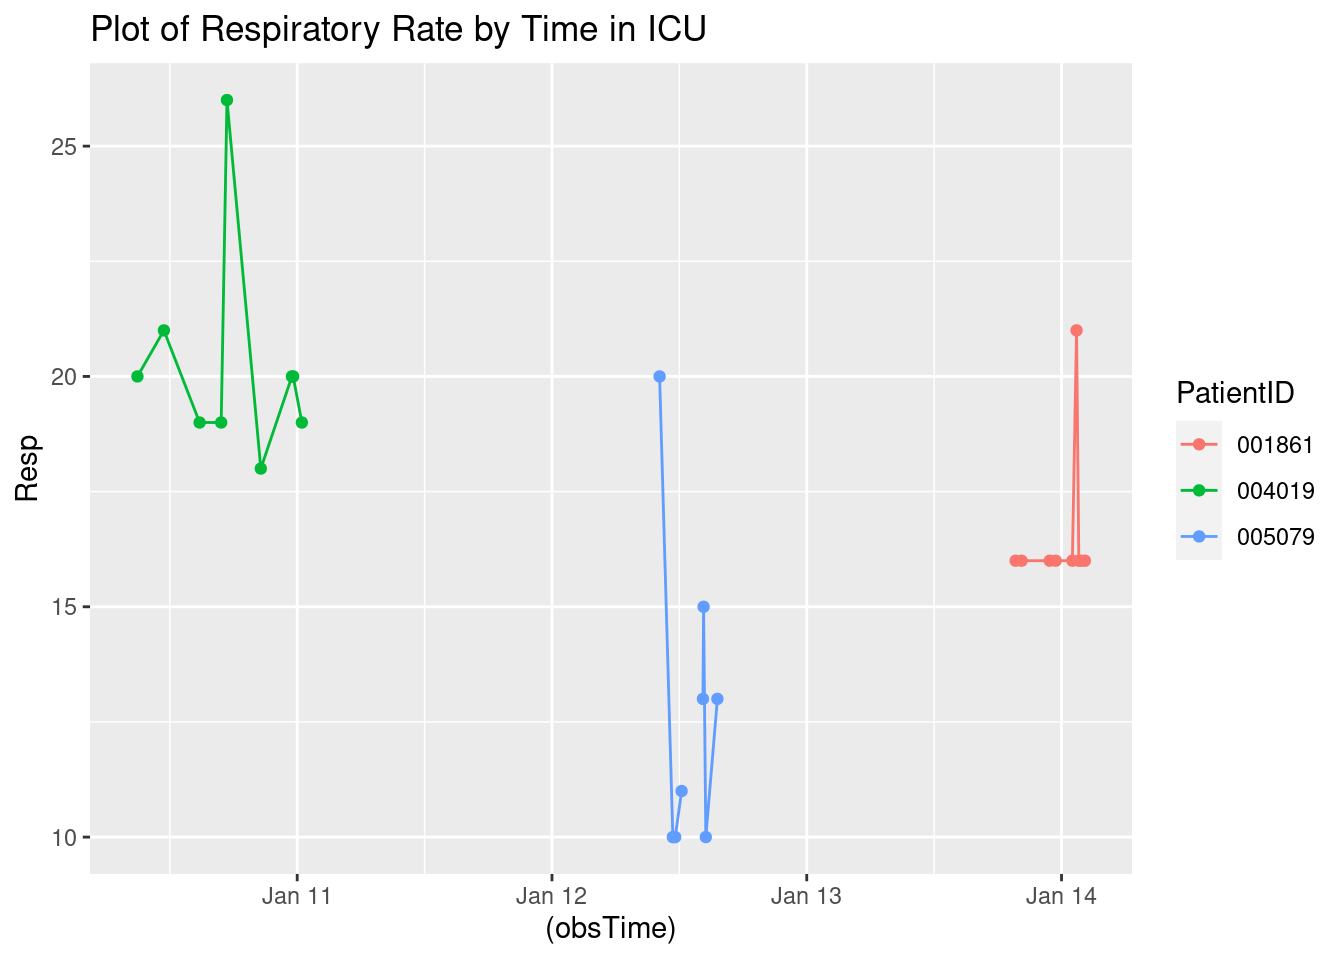 Plot of Respiratory Rate by Time in ICU
25
20
15
10
Resp
Jan 11
Jan 12
Jan 13
Jan 14
(obsTime)
PatientID
001861
004019
005079